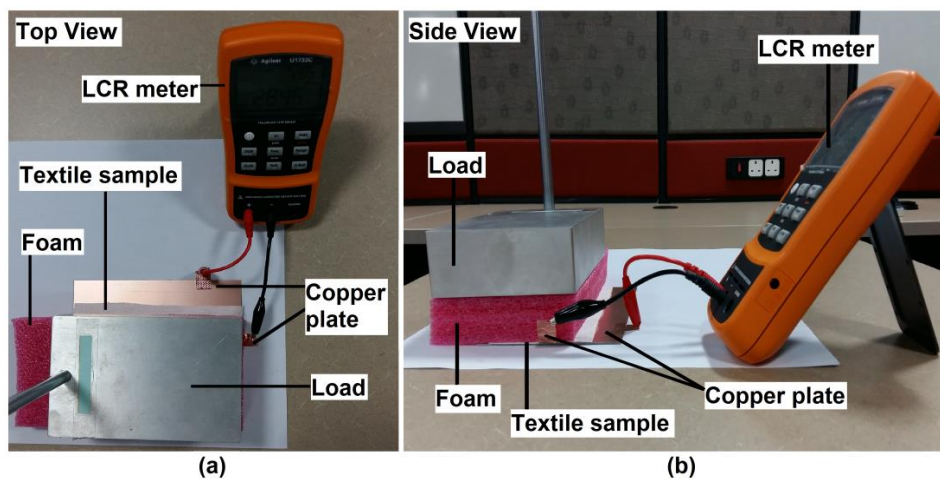 Top View
LCR meter
Agilent U1733C
Textile sample
Foam
Copper
plate
Load
(a)
Side View
LCR meter
Load
Foam
Textile sample
Copper plate
(b)